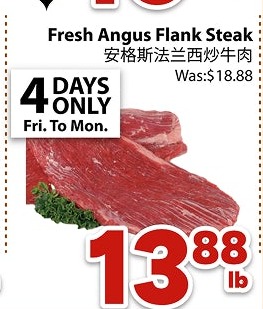 Fresh Angus Flank Steak
安格斯法兰西炒牛肉
Was:$18.88
4 DAYS
ONLY
Fri. To Mon.
13 88
lb